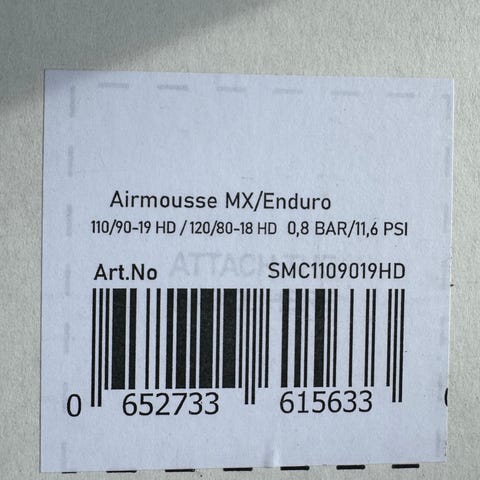 Airmousse MX/Enduro
110/90-19 HD / 120/80-18 HD 0,8 BAR/11,6 PSI
Art.No SMC1109019HD
0 652733 615633